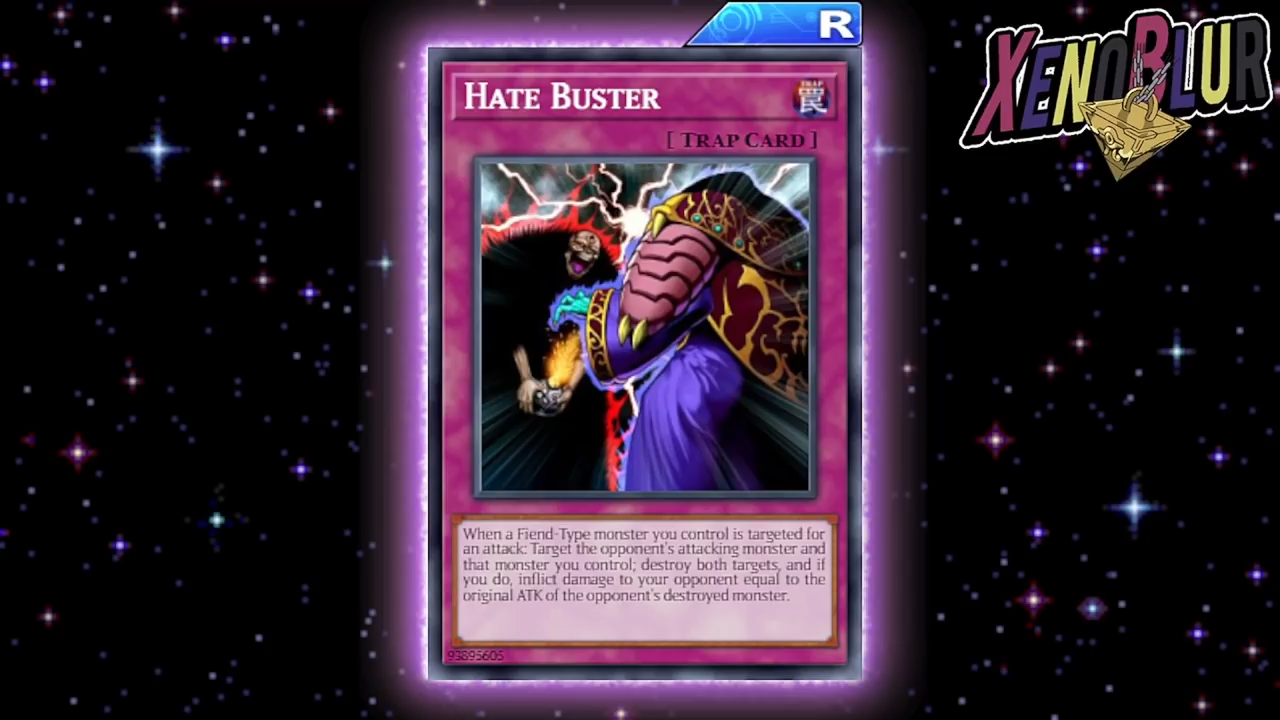 R
XENOBLUR
HATE BUSTER
TRAP
罠
[ TRAP CARD ]
When a Fiend-Type monster you control is targeted for
an attack: Target the opponent's attacking monster and
that monster you control; destroy both targets, and if
you do, inflict damage to your opponent equal to the
original ATK of the opponent's destroyed monster.
93895605